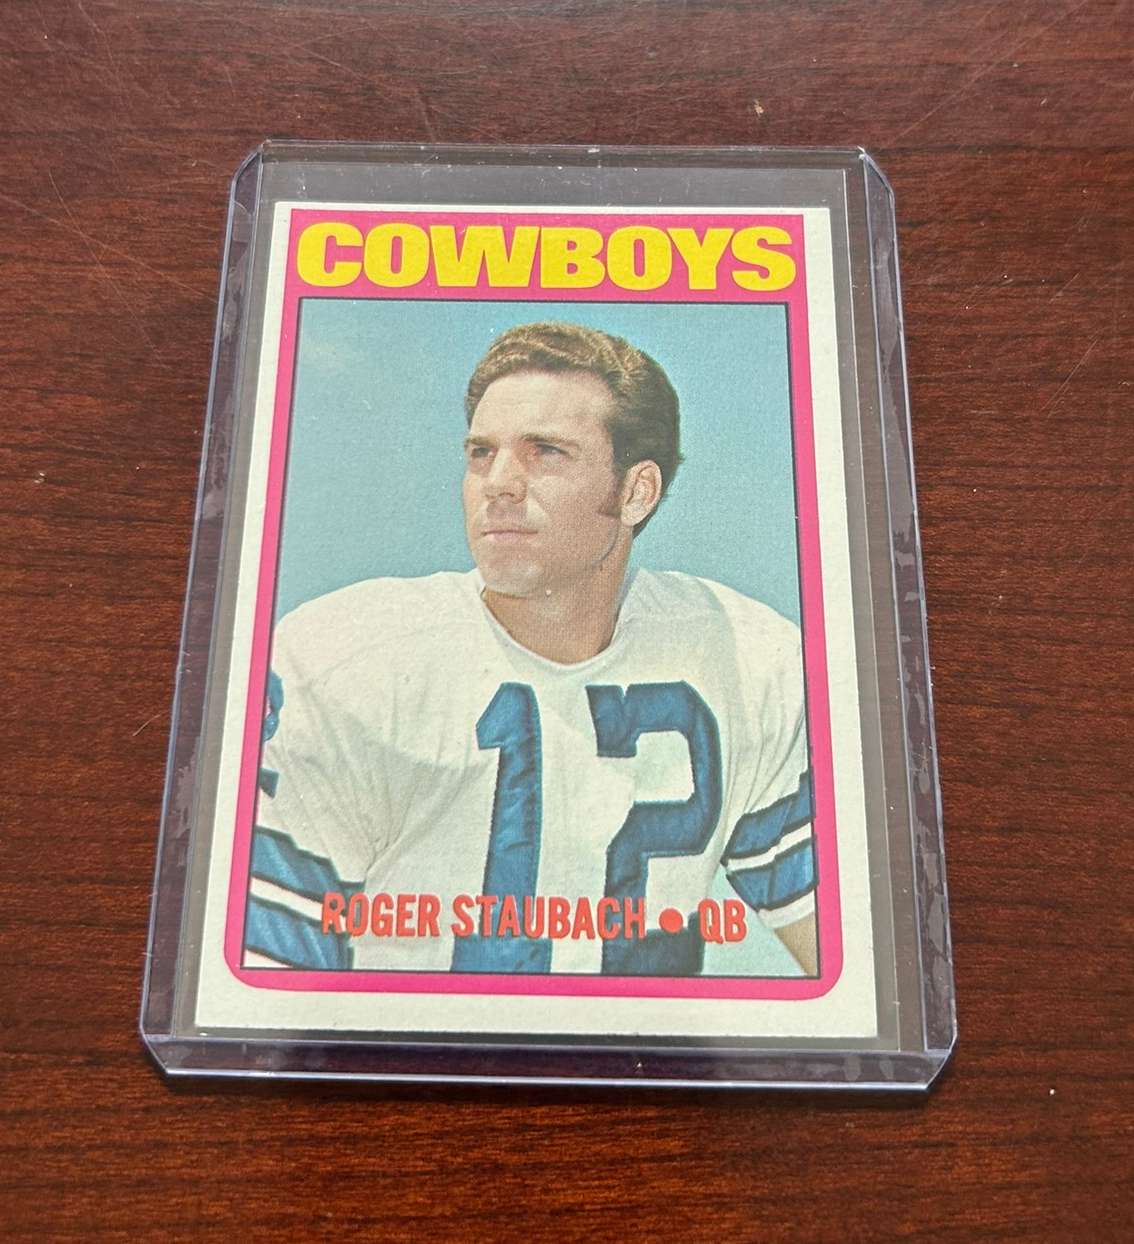 COWBOYS
12
ROGER STAUBACH • QB